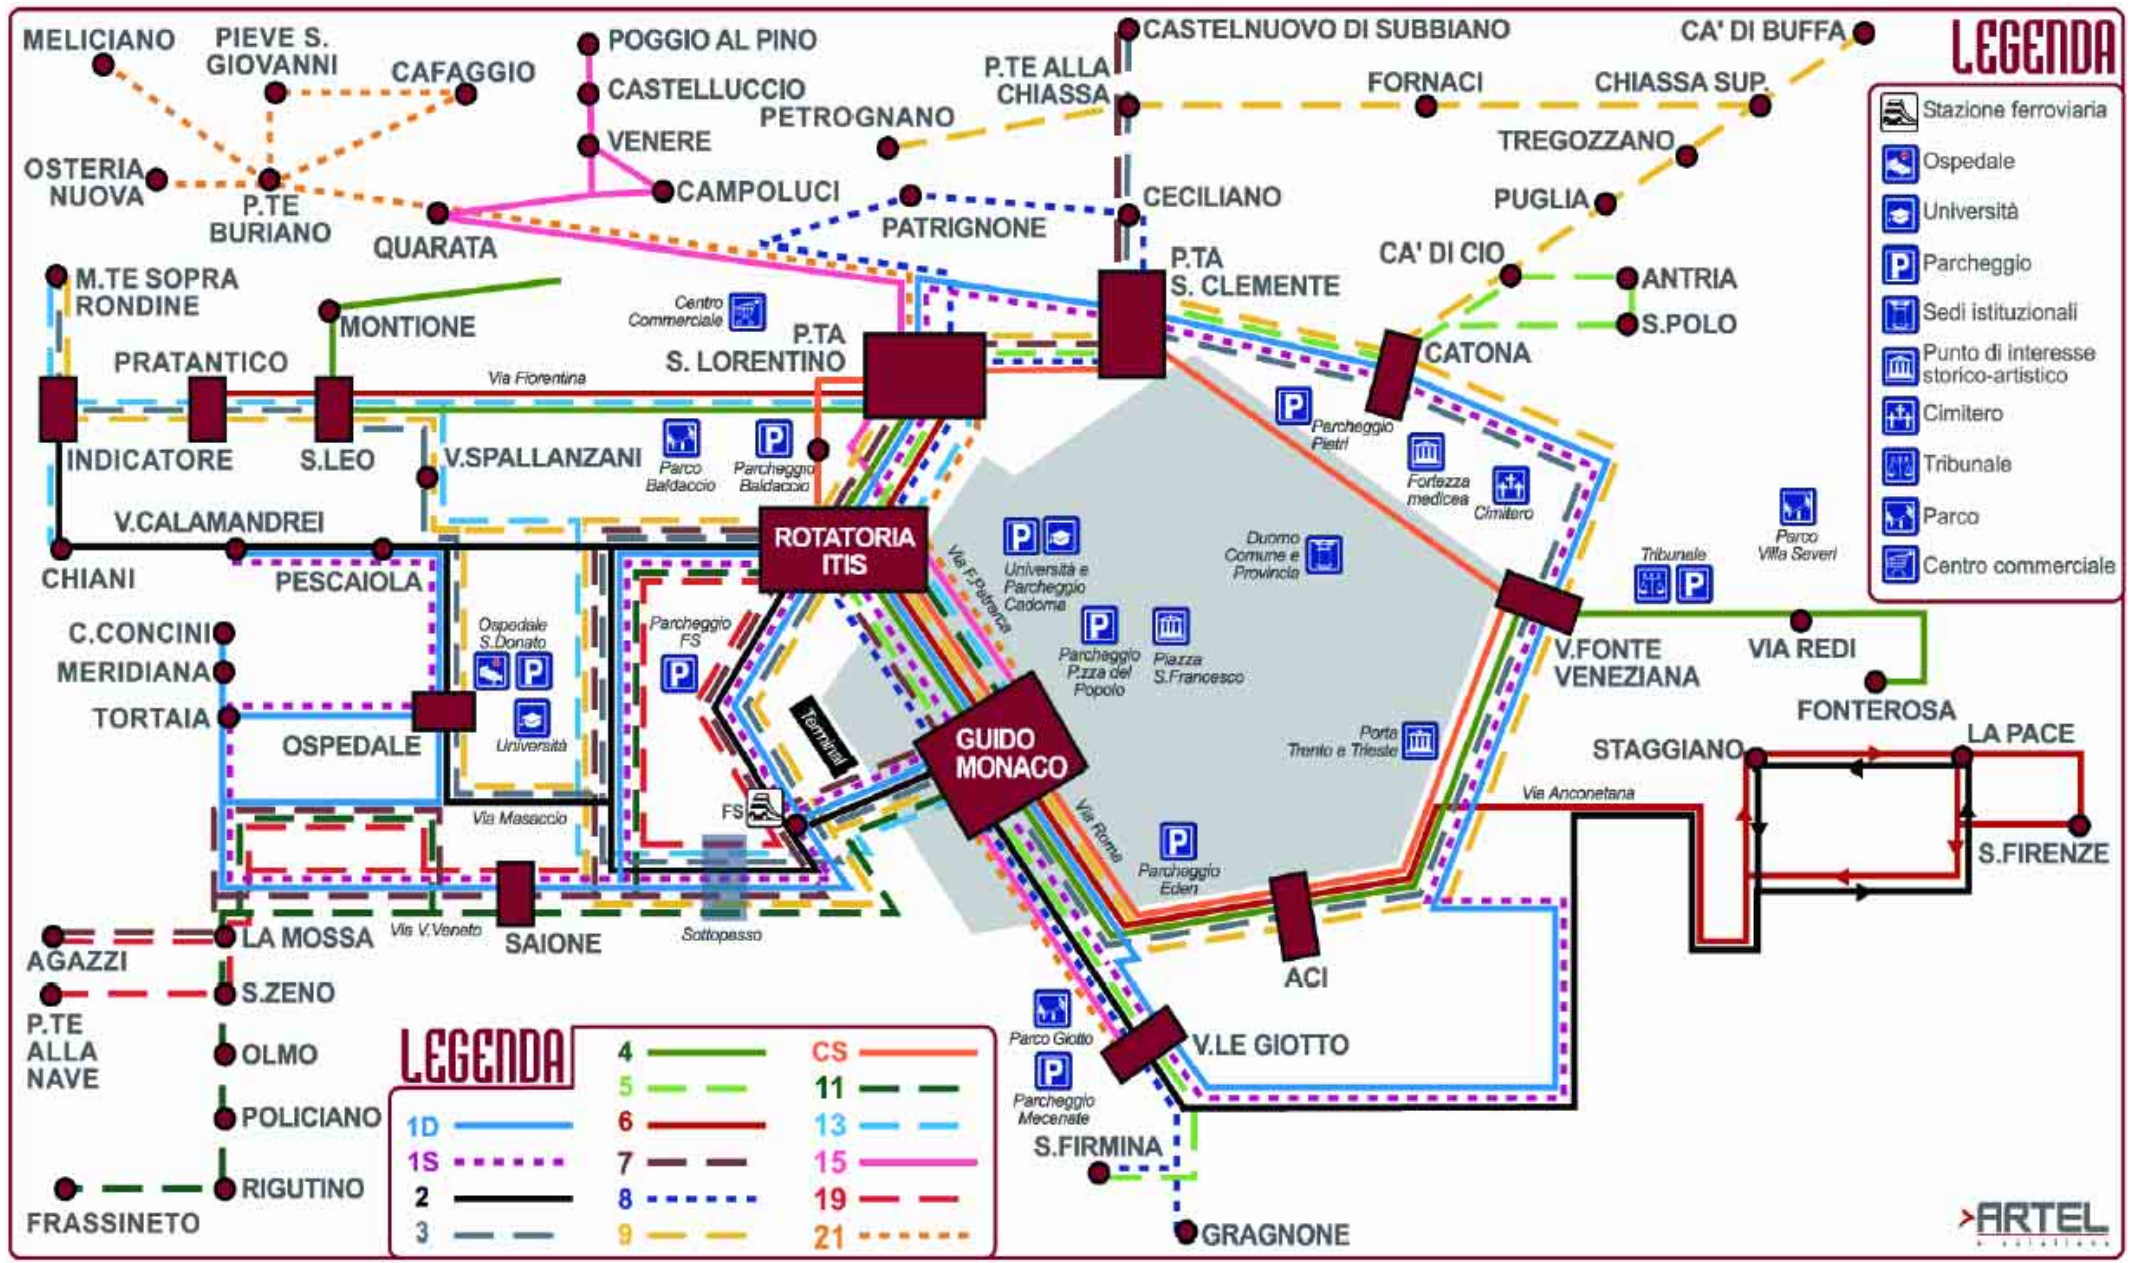 MELICIANO
PIEVE S.
GIOVANNI
CAFAGGIO
OSTERIA
NUOVA
P.TE
BURIANO
QUARATA
POGGIO AL PINO
CASTELLUCCIO
VENERE
CAMPOLUCI
PETROGNANO
P.TE ALLA
CHIASSA
CASTELNUOVO DI SUBBIANO
FORNACI
CHIASSA SUP.
CA' DI BUFFA
TREGOZZANO
PUGLIA
CA' DI CIO
ANTRIA
S.POLO
CATONA
PATRIGNONE
CECILIANO
P.TA
S. CLEMENTE
LEGENDA
Stazione ferroviaria
Ospedale
Università
Parcheggio
Sedi istituzionali
Punto di interesse
storico-artistico
Cimitero
Tribunale
Parco
Centro commerciale
M.TE SOPRA
RONDINE
MONTIONE
PRATANTICO
INDICATORE
S.LEO
Via Fiorentina
Centro
Commerciale
P.TA
S. LORENTINO
V.SPALLANZANI
Parco
Baldaccio
Parcheggio
Baldaccio
V.CALAMANDREI
CHIANI
PESCAIOLA
ROTATORIA
ITIS
Parcheggio
Pietri
Fortezza
medicea
Cimitero
Duomo
Comune e
Provincia
Via F.Petrarca
Università e
Parcheggio
Cadorna
Parcheggio
P.zza del
Popolo
Piazza
S.Francesco
Tribunale
Parco
Villa Severi
V.FONTE
VENEZIANA
VIA REDI
FONTEROSA
C.CONCINI
MERIDIANA
TORTAIA
OSPEDALE
Ospedale
S.Donato
Università
Parcheggio
FS
Terminal
FS
GUIDO
MONACO
Porta
Trento e Trieste
STAGGIANO
LA PACE
S.FIRENZE
Via Anconetana
Via Masaccio
Via Roma
Parcheggio
Eden
ACI
AGAZZI
LA MOSSA
Via V.Veneto
SAIONE
Sottopasso
S.ZENO
P.TE
ALLA
NAVE
OLMO
POLICIANO
RIGUTINO
FRASSINETO
Parco Giotto
Parcheggio
Mecenate
V.LE GIOTTO
S.FIRMINA
GRAGNONE
LEGENDA
1D
1S
2
3
4
5
6
7
8
9
CS
11
13
15
19
21
ARTEL